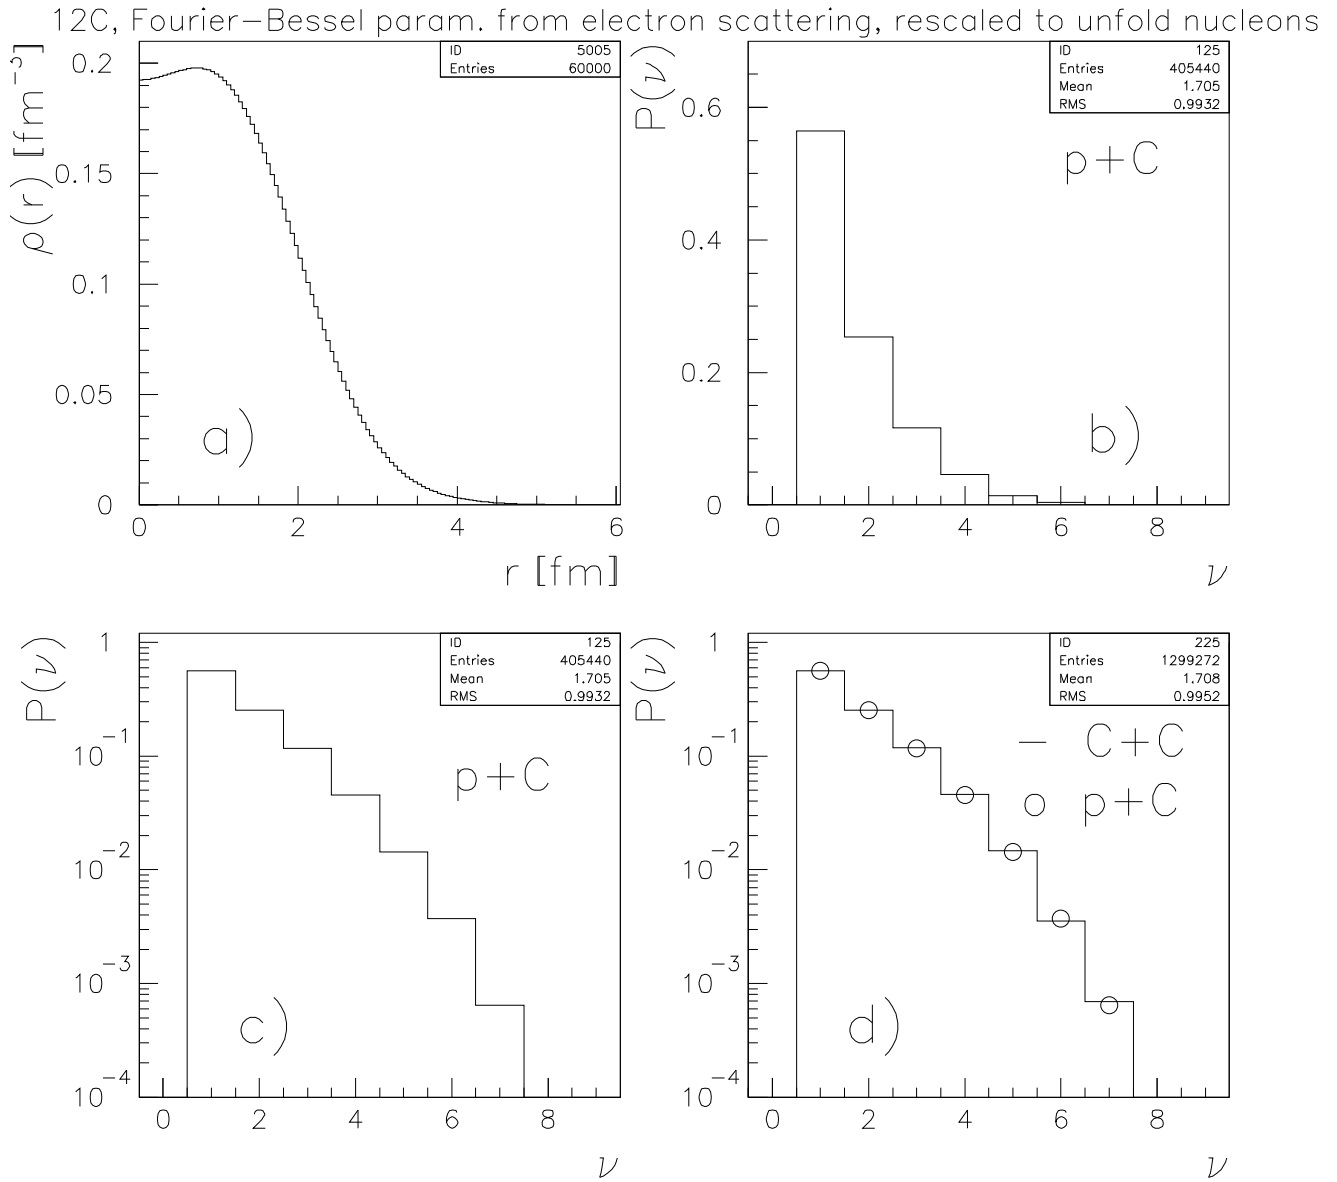 12C, Fourier-Bessel param. from electron scattering, rescaled to unfold nucleons
ρ(r) [fm⁻³]
0.2
0.15
0.1
0.05
0
0 2 4 6
r [fm]
ID 5005
Entries 60000
a)
P(ν)
0.6
0.4
0.2
0
0 2 4 6 8
ν
ID 125
Entries 405440
Mean 1.705
RMS 0.9932
p+C
b)
P(ν)
1
10⁻¹
10⁻²
10⁻³
10⁻⁴
0 2 4 6 8
ν
ID 125
Entries 405440
Mean 1.705
RMS 0.9932
p+C
c)
P(ν)
1
10⁻¹
10⁻²
10⁻³
10⁻⁴
0 2 4 6 8
ν
ID 225
Entries 1299272
Mean 1.708
RMS 0.9952
– C+C
o p+C
d)